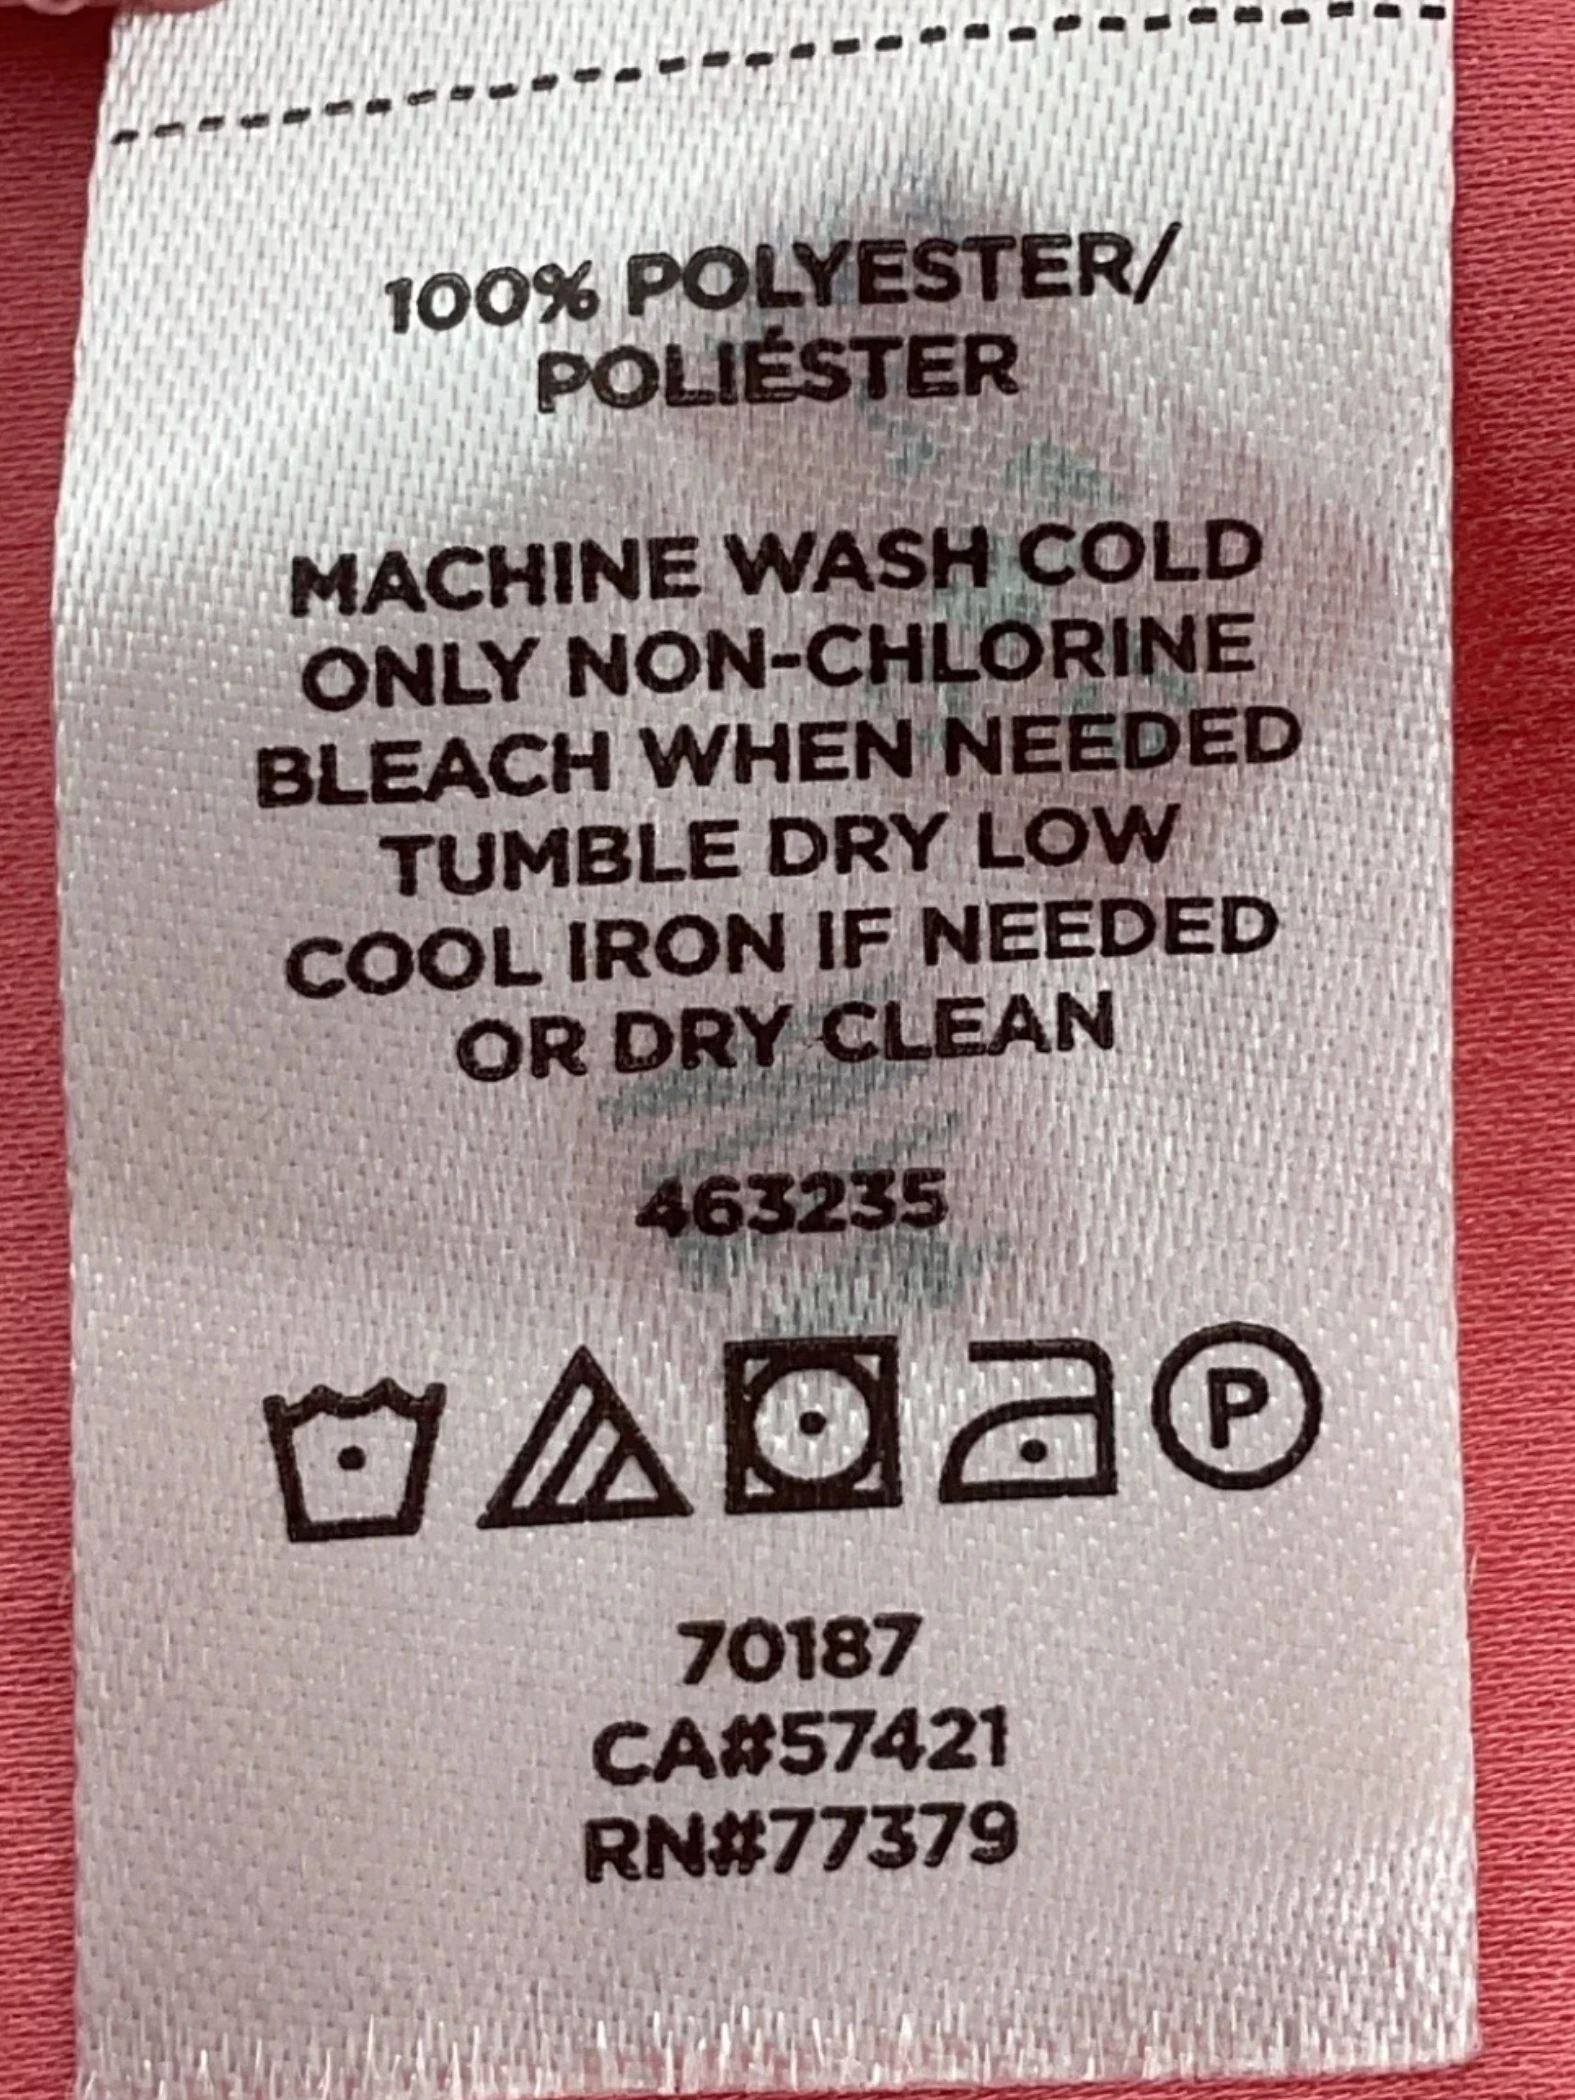 100% POLYESTER/
POLIÉSTER
MACHINE WASH COLD
ONLY NON-CHLORINE
BLEACH WHEN NEEDED
TUMBLE DRY LOW
COOL IRON IF NEEDED
OR DRY CLEAN
463235
P
70187
CA#57421
RN#77379